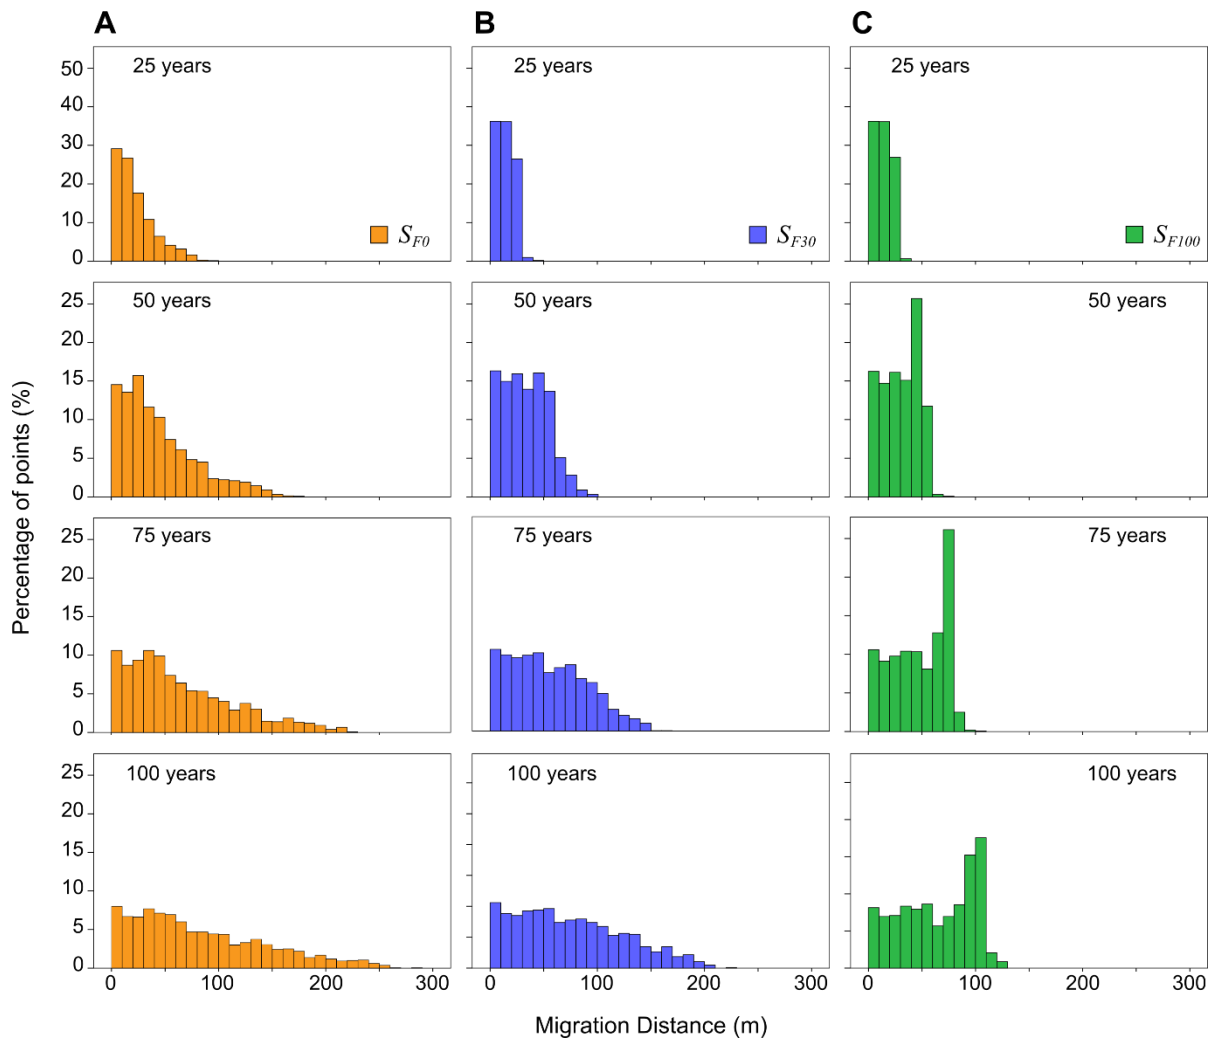 A B C
25 years 25 years 25 years
50
40
30
20
10
0
S_F0 S_F30 S_F100
50 years 50 years 50 years
25
20
15
10
5
0
75 years 75 years 75 years
25
20
15
10
5
0
100 years 100 years 100 years
25
20
15
10
5
0
0 100 200 300 0 100 200 300 0 100 200 300
Percentage of points (%)
Migration Distance (m)